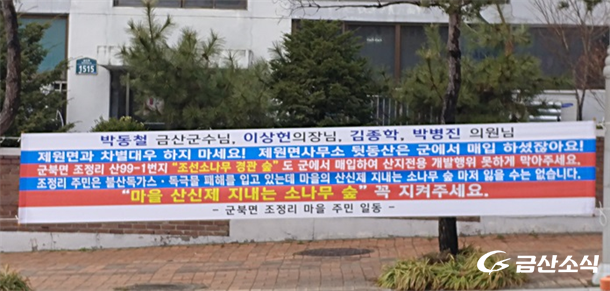 1515
박동철 금산군수님, 이상헌의장님, 김종학, 박병진 의원님
제원면과 차별대우 하지 마세요! 제원면사무소 뒷동산은 군에서 매입 하셨잖아요!
군북면 조정리 산99-1번지 "조선소나무 경관 숲" 도 군에서 매입하여 산지전용 개발행위 못하게 막아주세요.
조정리 주민은 불산독가스·독극물 피해를 입고 있는데 마을의 산신제 지내는 소나무 숲 마저 잃을 수는 없습니다.
"마을 산신제 지내는 소나무 숲" 꼭 지켜주세요.
- 군북면 조정리 마을 주민 일동 -
금산소식